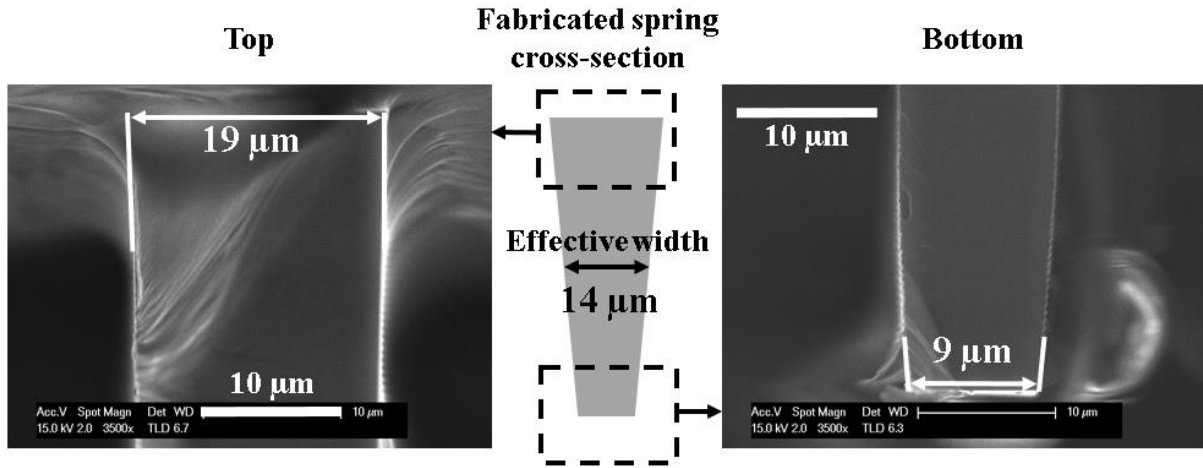 Top
19 μm
10 μm
Acc.V Spot Magn Det WD 10 μm
15.0 kV 2.0 3500x TLD 6.7
Fabricated spring
cross-section
Effective width
14 μm
Bottom
10 μm
9 μm
Acc.V Spot Magn Det WD 10 μm
15.0 kV 2.0 3500x TLD 6.3